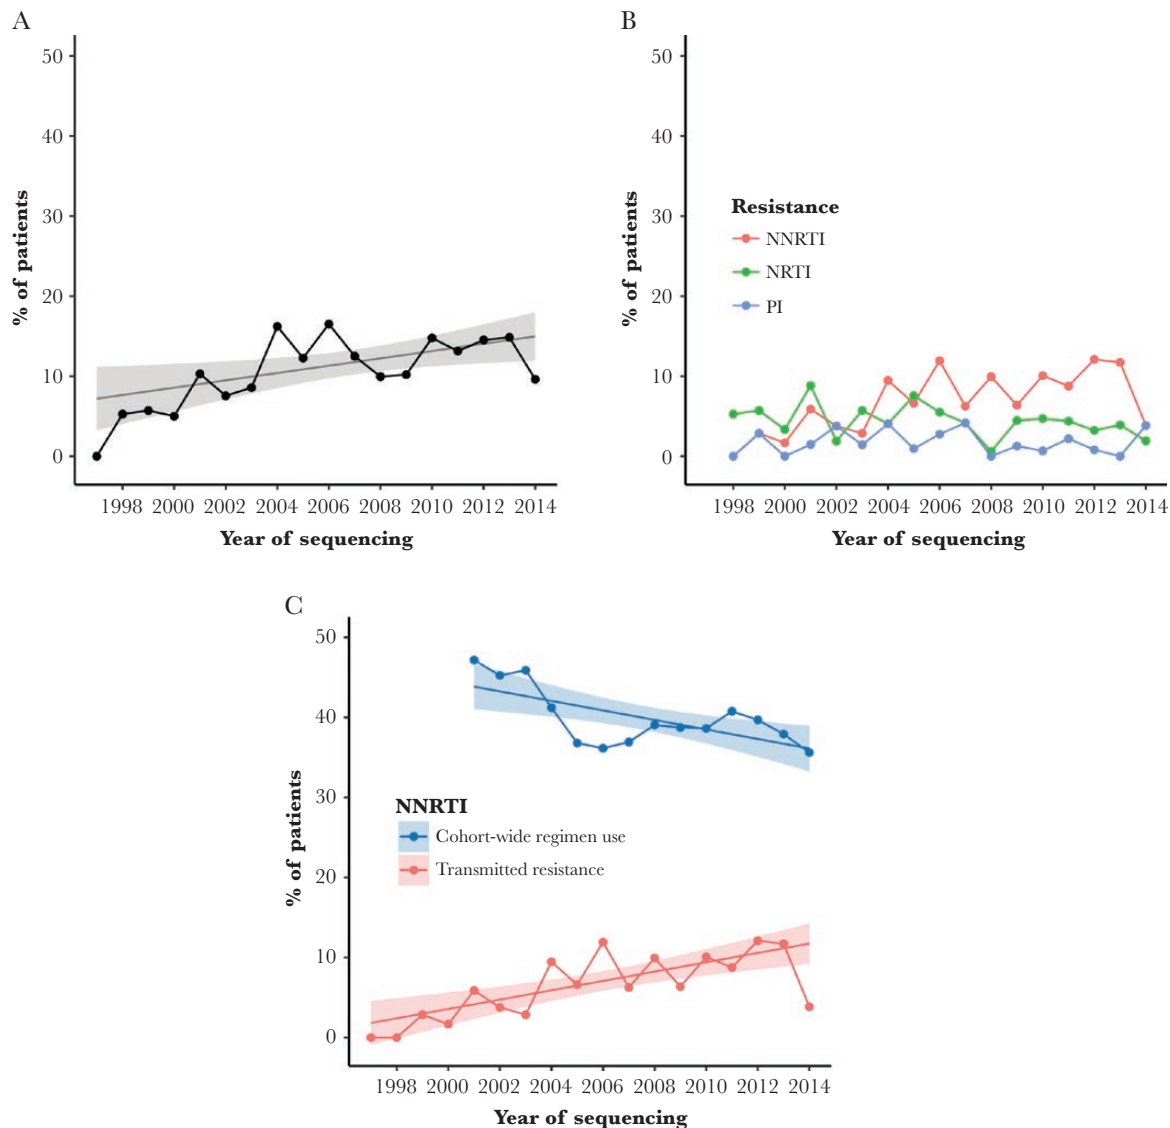 A
50
40
30
20
10
0
% of patients
1998 2000 2002 2004 2006 2008 2010 2012 2014
Year of sequencing
B
50
40
30
20
10
0
% of patients
Resistance
NNRTI
NRTI
PI
1998 2000 2002 2004 2006 2008 2010 2012 2014
Year of sequencing
C
50
40
30
20
10
0
% of patients
NNRTI
Cohort-wide regimen use
Transmitted resistance
1998 2000 2002 2004 2006 2008 2010 2012 2014
Year of sequencing